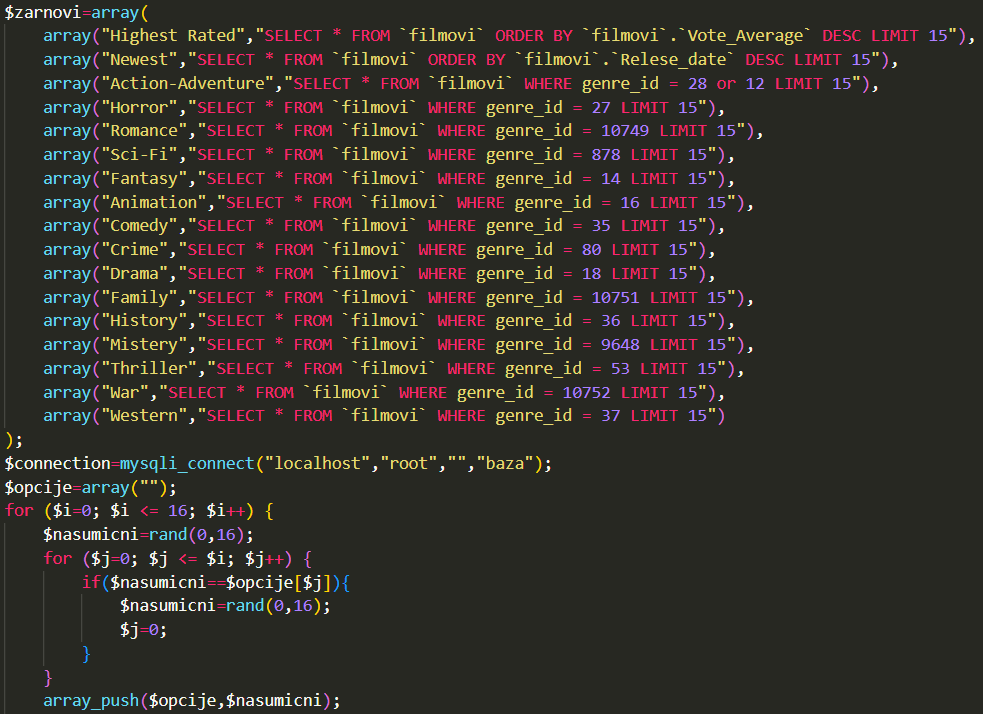 $zarnovi=array(
    array("Highest Rated","SELECT * FROM `filmovi` ORDER BY `filmovi`.`Vote_Average` DESC LIMIT 15"),
    array("Newest","SELECT * FROM `filmovi` ORDER BY `filmovi`.`Relese_date` DESC LIMIT 15"),
    array("Action-Adventure","SELECT * FROM `filmovi` WHERE genre_id = 28 or 12 LIMIT 15"),
    array("Horror","SELECT * FROM `filmovi` WHERE genre_id = 27 LIMIT 15"),
    array("Romance","SELECT * FROM `filmovi` WHERE genre_id = 10749 LIMIT 15"),
    array("Sci-Fi","SELECT * FROM `filmovi` WHERE genre_id = 878 LIMIT 15"),
    array("Fantasy","SELECT * FROM `filmovi` WHERE genre_id = 14 LIMIT 15"),
    array("Animation","SELECT * FROM `filmovi` WHERE genre_id = 16 LIMIT 15"),
    array("Comedy","SELECT * FROM `filmovi` WHERE genre_id = 35 LIMIT 15"),
    array("Crime","SELECT * FROM `filmovi` WHERE genre_id = 80 LIMIT 15"),
    array("Drama","SELECT * FROM `filmovi` WHERE genre_id = 18 LIMIT 15"),
    array("Family","SELECT * FROM `filmovi` WHERE genre_id = 10751 LIMIT 15"),
    array("History","SELECT * FROM `filmovi` WHERE genre_id = 36 LIMIT 15"),
    array("Mistery","SELECT * FROM `filmovi` WHERE genre_id = 9648 LIMIT 15"),
    array("Thriller","SELECT * FROM `filmovi` WHERE genre_id = 53 LIMIT 15"),
    array("War","SELECT * FROM `filmovi` WHERE genre_id = 10752 LIMIT 15"),
    array("Western","SELECT * FROM `filmovi` WHERE genre_id = 37 LIMIT 15")
);
$connection=mysqli_connect("localhost","root","","baza");
$opcije=array("");
for ($i=0; $i <= 16; $i++) {
    $nasumicni=rand(0,16);
    for ($j=0; $j <= $i; $j++) {
        if($nasumicni==$opcije[$j]){
            $nasumicni=rand(0,16);
            $j=0;
        }
    }
    array_push($opcije,$nasumicni);